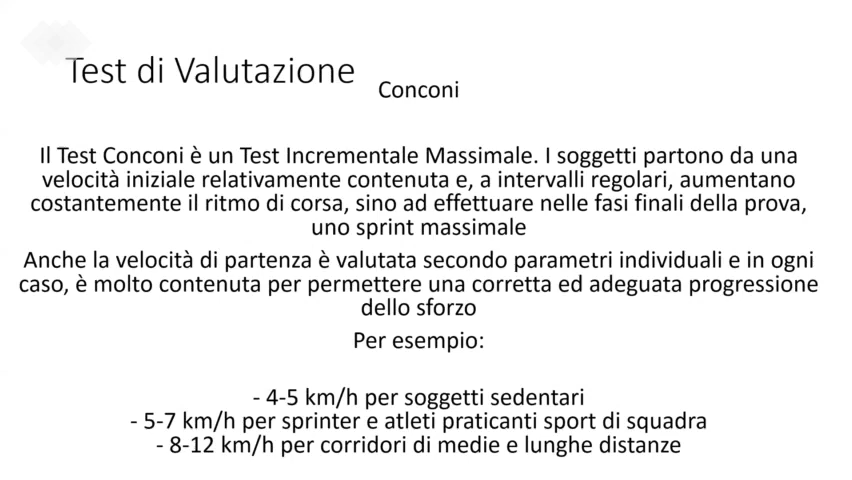 Test di Valutazione
Conconi
Il Test Conconi è un Test Incrementale Massimale. I soggetti partono da una
velocità iniziale relativamente contenuta e, a intervalli regolari, aumentano
costantemente il ritmo di corsa, sino ad effettuare nelle fasi finali della prova,
uno sprint massimale
Anche la velocità di partenza è valutata secondo parametri individuali e in ogni
caso, è molto contenuta per permettere una corretta ed adeguata progressione
dello sforzo
Per esempio:
- 4-5 km/h per soggetti sedentari
- 5-7 km/h per sprinter e atleti praticanti sport di squadra
- 8-12 km/h per corridori di medie e lunghe distanze